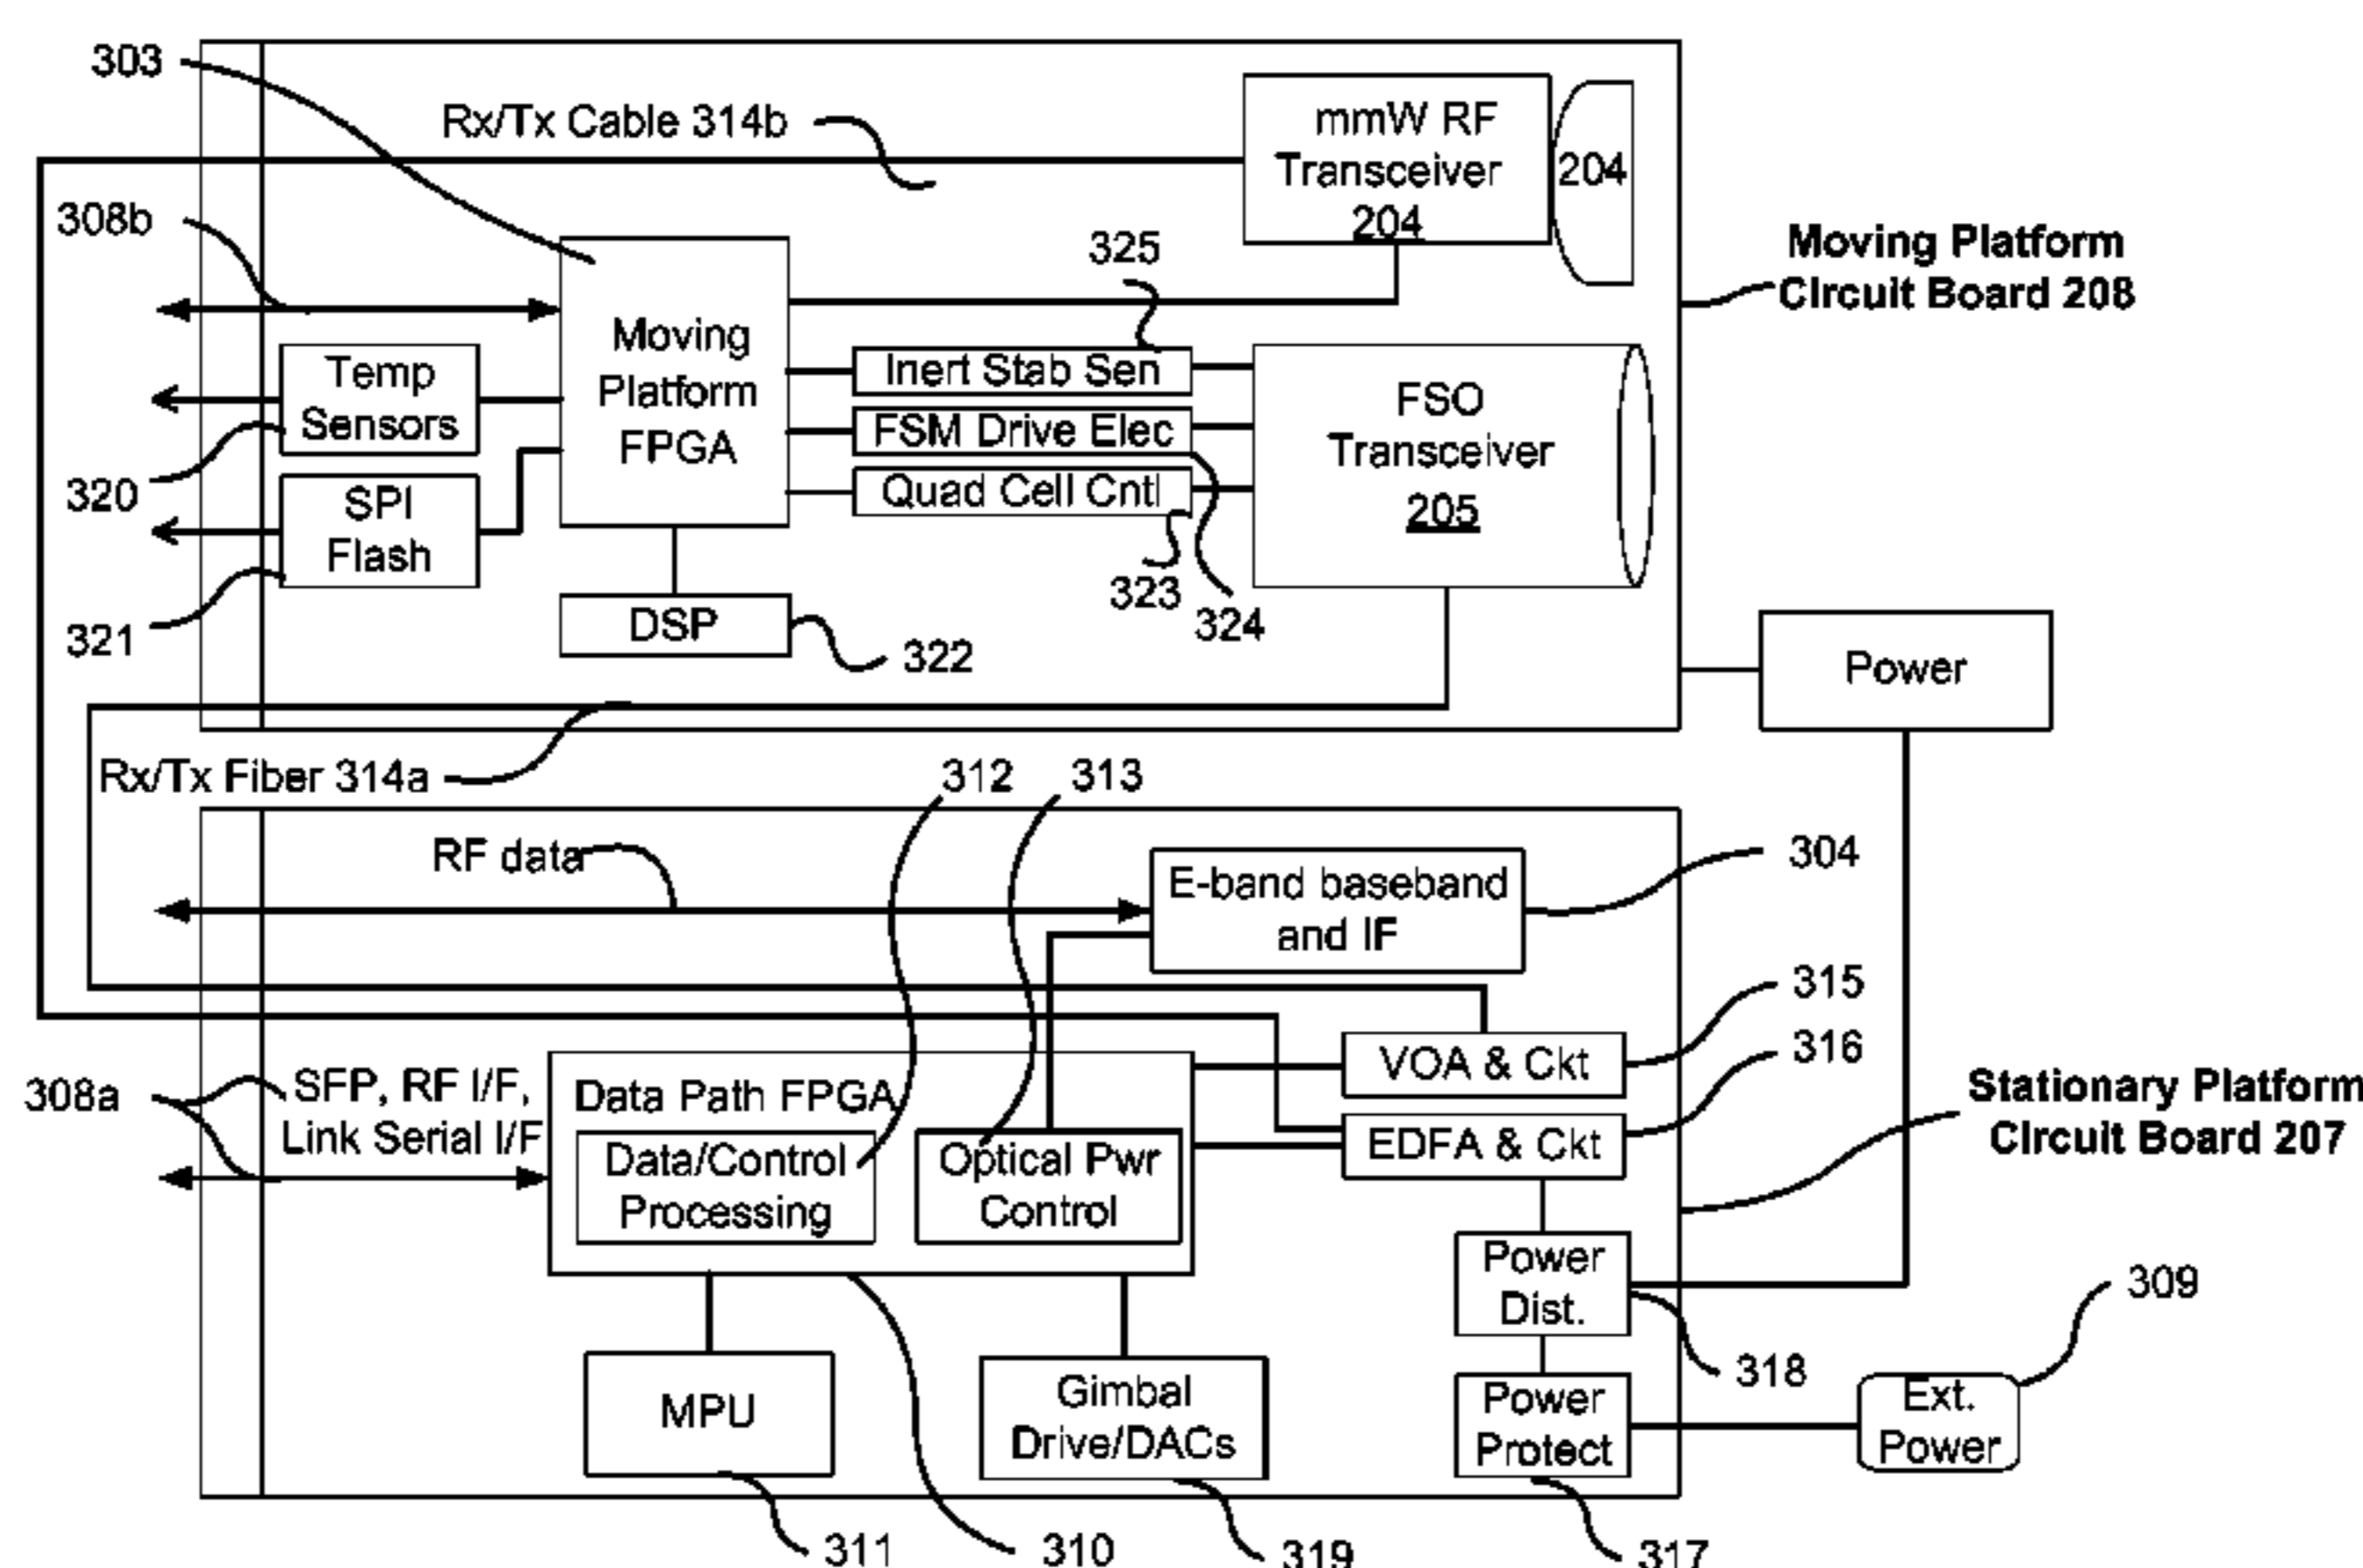 303
Rx/Tx Cable 314b
mmW RF
Transceiver
204
204
308b
325
Moving Platform
Circuit Board 208
Moving
Platform
FPGA
Temp
Sensors
Inert Stab Sen
FSM Drive Elec
Quad Cell Cntl
FSO
Transceiver
205
320
SPI
Flash
323
324
321
DSP
322
Power
Rx/Tx Fiber 314a
312
313
RF data
E-band baseband
and IF
304
315
316
VOA & Ckt
308a
SFP, RF I/F,
Link Serial I/F
Data Path FPGA
Data/Control
Processing
Optical Pwr
Control
EDFA & Ckt
Stationary Platform
Circuit Board 207
Power
Dist.
309
318
MPU
Gimbal
Drive/DACs
Power
Protect
Ext.
Power
311
310
319
317